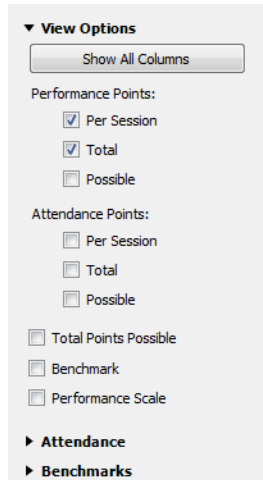 View Options
Show All Columns
Performance Points:
Per Session
Total
Possible
Attendance Points:
Per Session
Total
Possible
Total Points Possible
Benchmark
Performance Scale
Attendance
Benchmarks